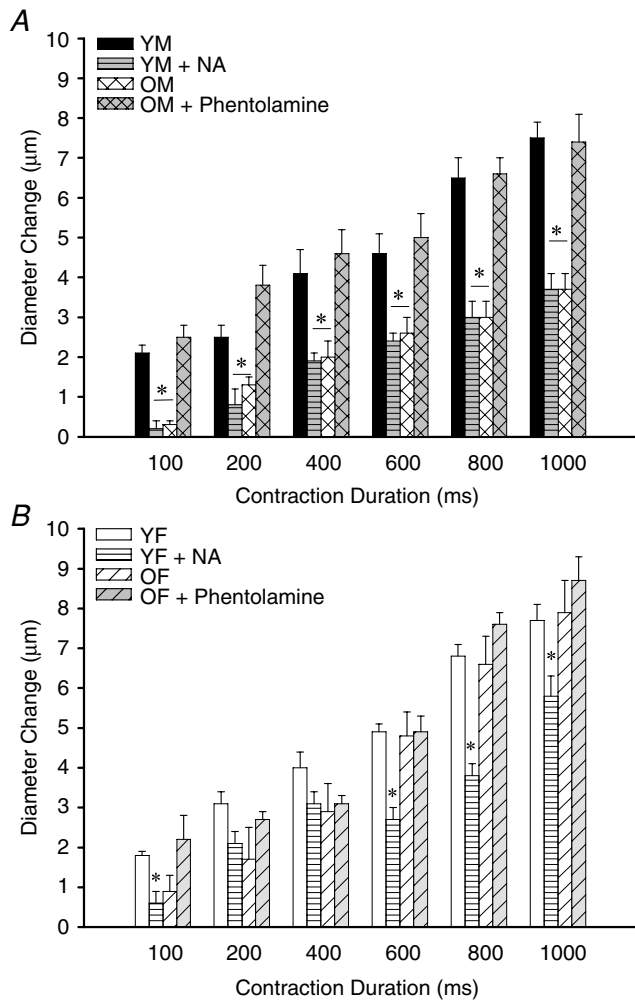 A
10
9
8
7
6
5
4
3
2
1
0
Diameter Change (μm)
YM
YM + NA
OM
OM + Phentolamine
*
*
*
*
*
*
100 200 400 600 800 1000
Contraction Duration (ms)
B
10
9
8
7
6
5
4
3
2
1
0
Diameter Change (μm)
YF
YF + NA
OF
OF + Phentolamine
*
*
*
*
100 200 400 600 800 1000
Contraction Duration (ms)